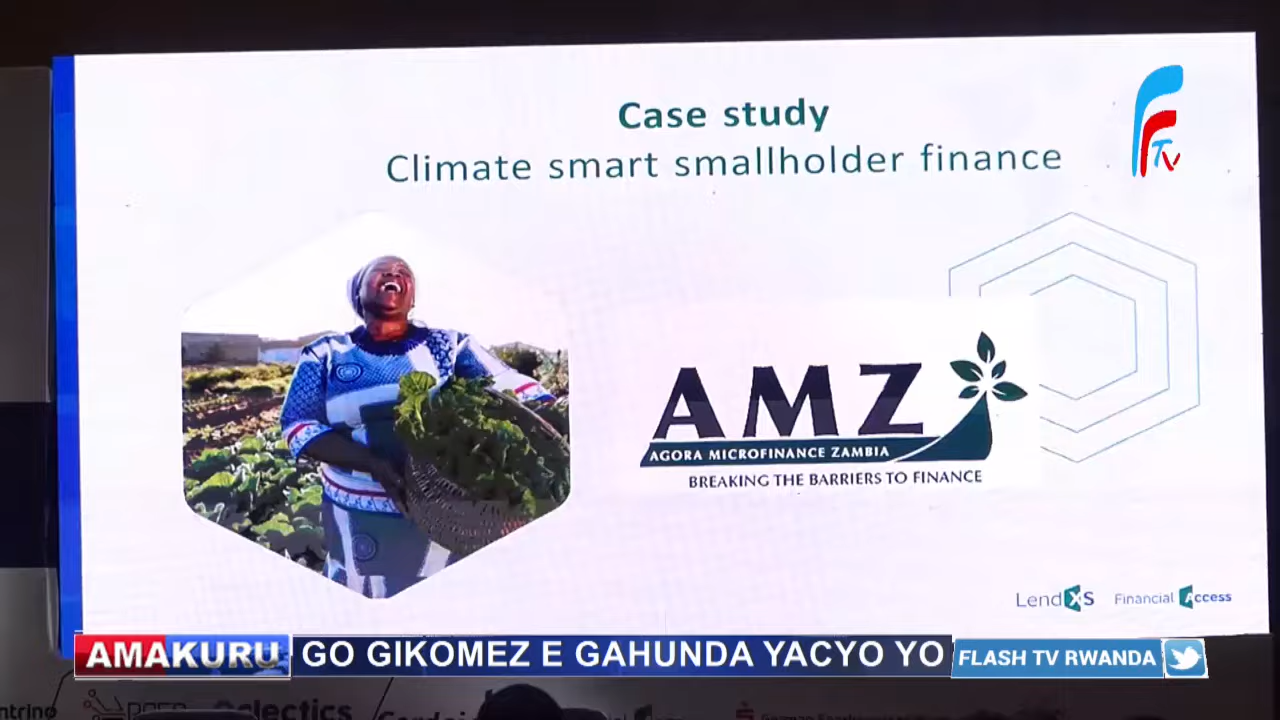 Case study
Climate smart smallholder finance
FTV
AMZ
AGORA MICROFINANCE ZAMBIA
BREAKING THE BARRIERS TO FINANCE
LendXS
Financial Access
AMAKURU
GO GIKOMEZ E GAHUNDA YACYO YO
FLASH TV RWANDA